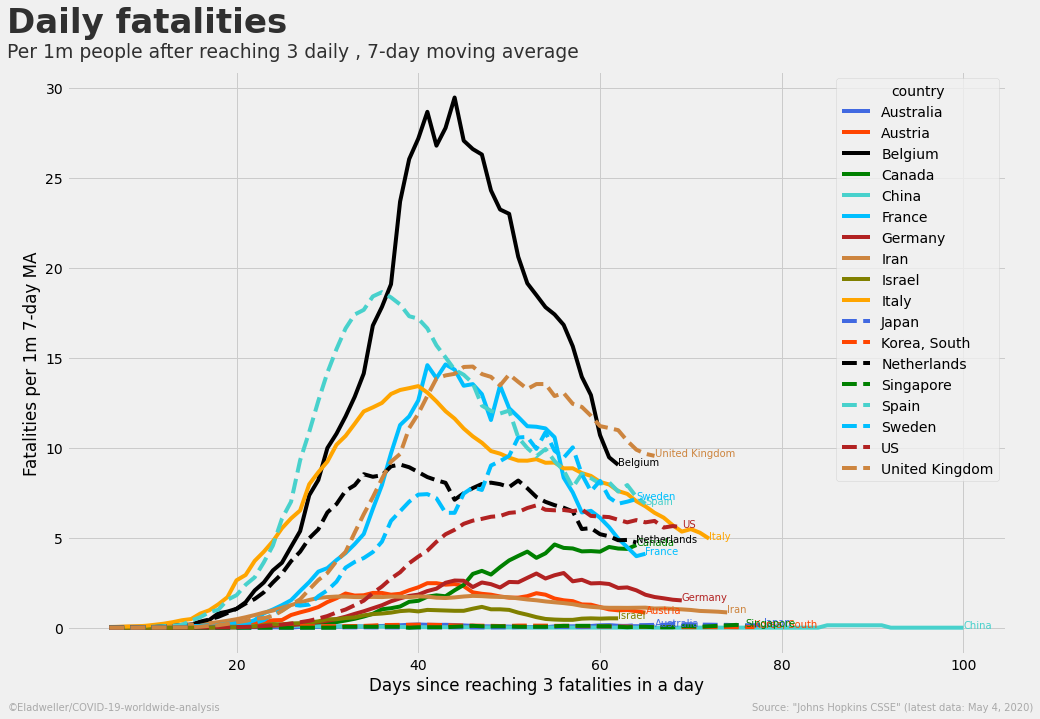 Daily fatalities
Per 1m people after reaching 3 daily , 7-day moving average
Fatalities per 1m 7-day MA
30
25
20
15
10
5
0
20
40
60
80
100
Days since reaching 3 fatalities in a day
country
Australia
Austria
Belgium
Canada
China
France
Germany
Iran
Israel
Italy
Japan
Korea, South
Netherlands
Singapore
Spain
Sweden
US
United Kingdom
United Kingdom
Belgium
Sweden
Spain
US
Italy
Netherlands
Canada
France
Germany
Austria
Iran
Israel
Australia
Singapore
Japan
South
China
©Eladweller/COVID-19-worldwide-analysis
Source: "Johns Hopkins CSSE" (latest data: May 4, 2020)